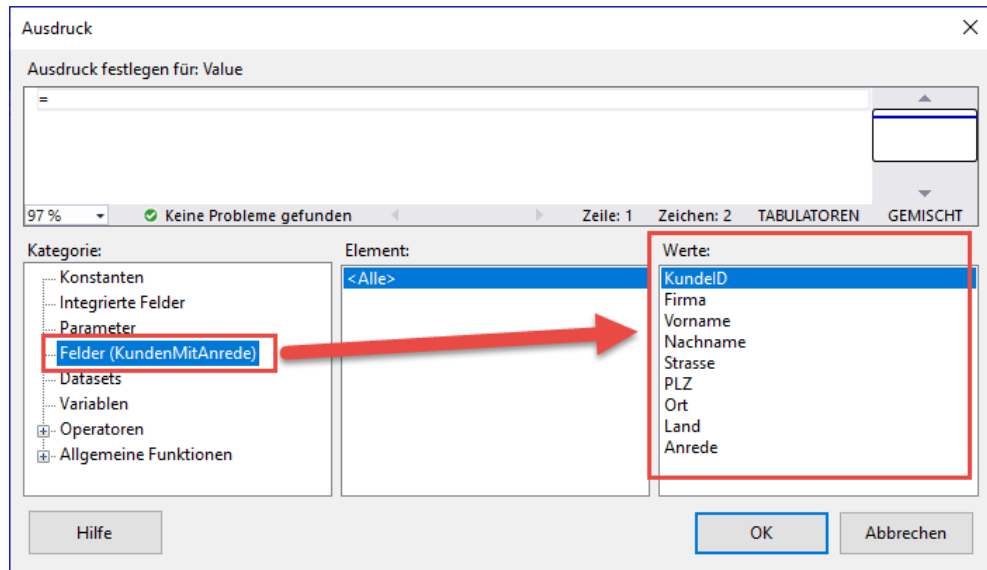 Ausdruck
Ausdruck festlegen für: Value
=
97 % Keine Probleme gefunden Zeile: 1 Zeichen: 2 TABULATOREN GEMISCHT
Kategorie:
Konstanten
Integrierte Felder
Parameter
Felder (KundenMitAnrede)
Datasets
Variablen
Operatoren
Allgemeine Funktionen
Element:
<Alle>
Werte:
KundeID
Firma
Vorname
Nachname
Strasse
PLZ
Ort
Land
Anrede
Hilfe OK Abbrechen